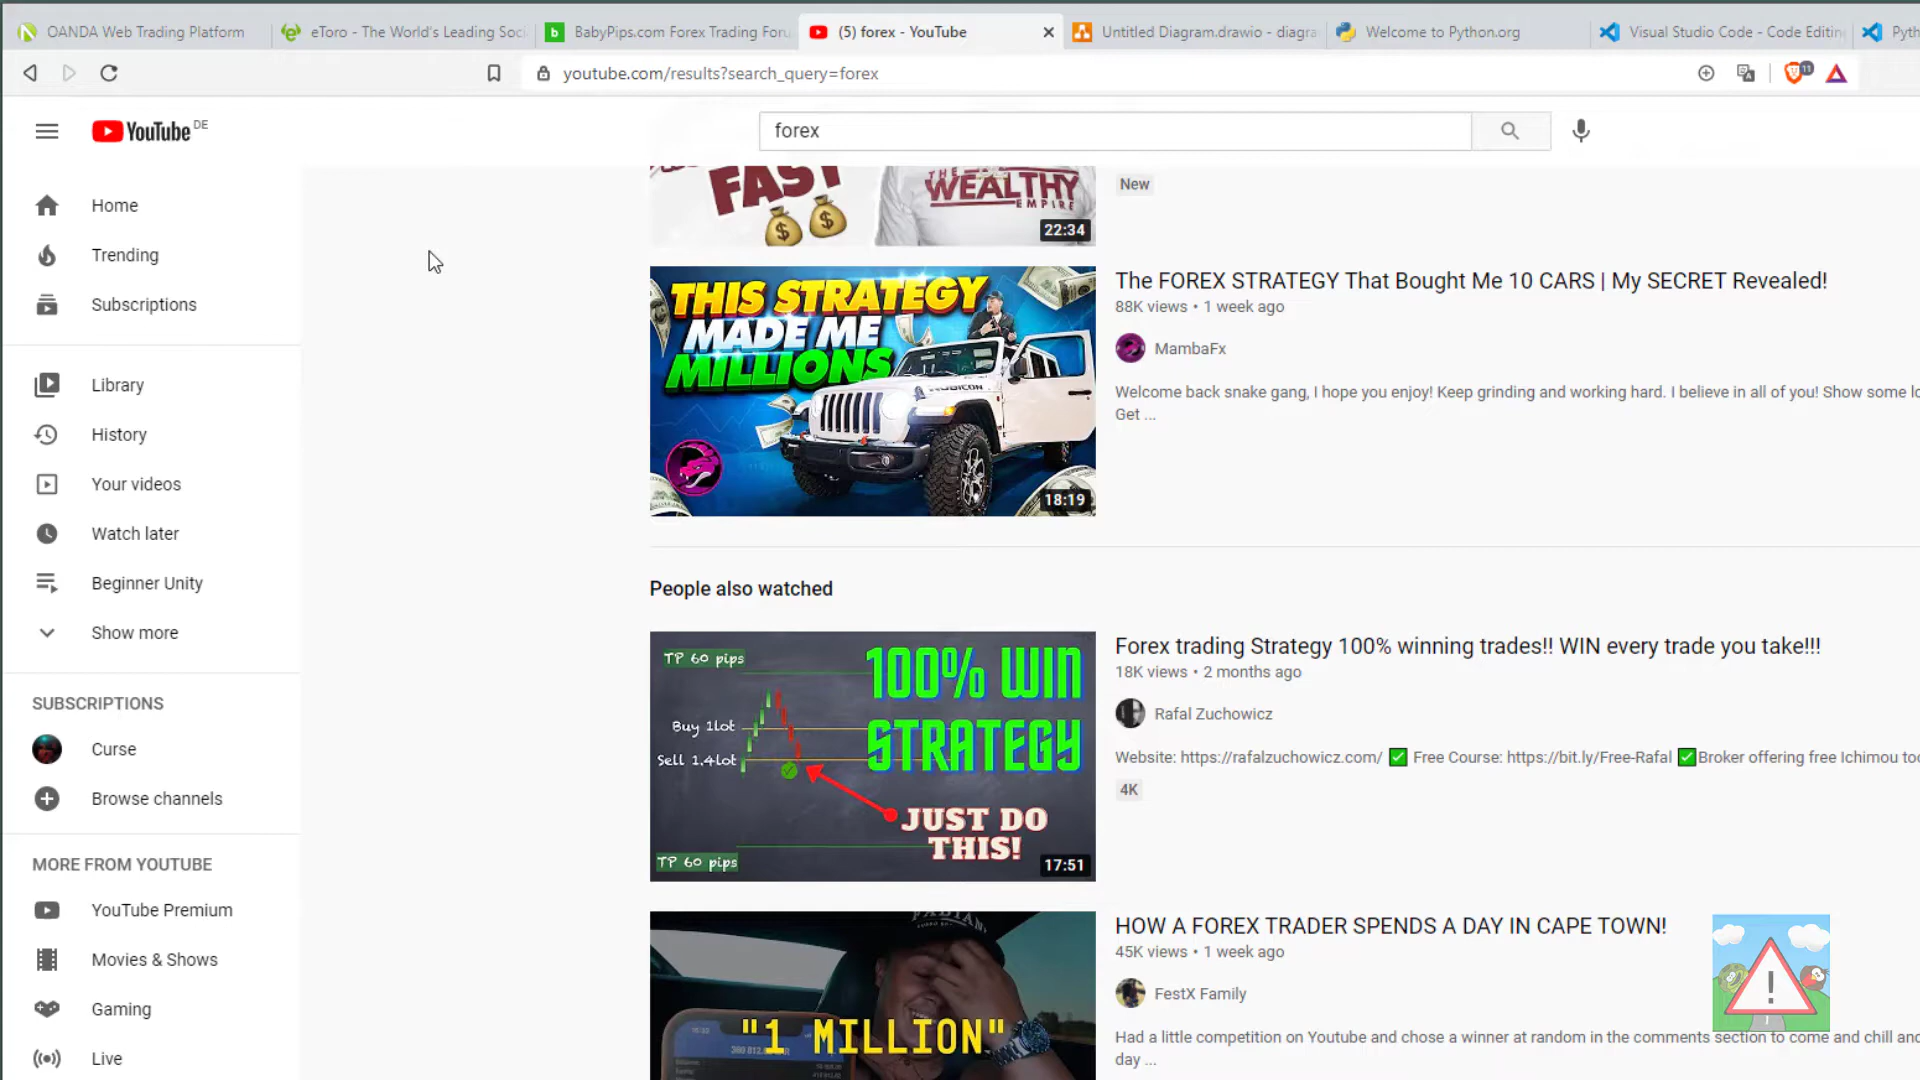 OANDA Web Trading Platform
eToro - The World's Leading Soci
BabyPips.com Forex Trading Foru
(5) forex - YouTube
Untitled Diagram.drawio - diagra
Welcome to Python.org
Visual Studio Code - Code Editin
Pyth
youtube.com/results?search_query=forex
11
YouTube DE
forex
Home
Trending
Subscriptions
Library
History
Your videos
Watch later
Beginner Unity
Show more
SUBSCRIPTIONS
Curse
Browse channels
MORE FROM YOUTUBE
YouTube Premium
Movies & Shows
Gaming
Live
FAST
THE
WEALTHY
EMPIRE
22:34
New
THIS STRATEGY
MADE ME
MILLIONS
RUBICON
18:19
The FOREX STRATEGY That Bought Me 10 CARS | My SECRET Revealed!
88K views • 1 week ago
MambaFx
Welcome back snake gang, I hope you enjoy! Keep grinding and working hard. I believe in all of you! Show some lo
Get ...
People also watched
TP 60 pips
100% WIN
STRATEGY
Buy 1lot
Sell 1.4lot
JUST DO
THIS!
TP 60 pips
17:51
Forex trading Strategy 100% winning trades!! WIN every trade you take!!!
18K views • 2 months ago
Rafal Zuchowicz
Website: https://rafalzuchowicz.com/ ✅ Free Course: https://bit.ly/Free-Rafal ✅Broker offering free Ichimou too
4K
"1 MILLION"
HOW A FOREX TRADER SPENDS A DAY IN CAPE TOWN!
45K views • 1 week ago
FestX Family
Had a little competition on Youtube and chose a winner at random in the comments section to come and chill and
day ...